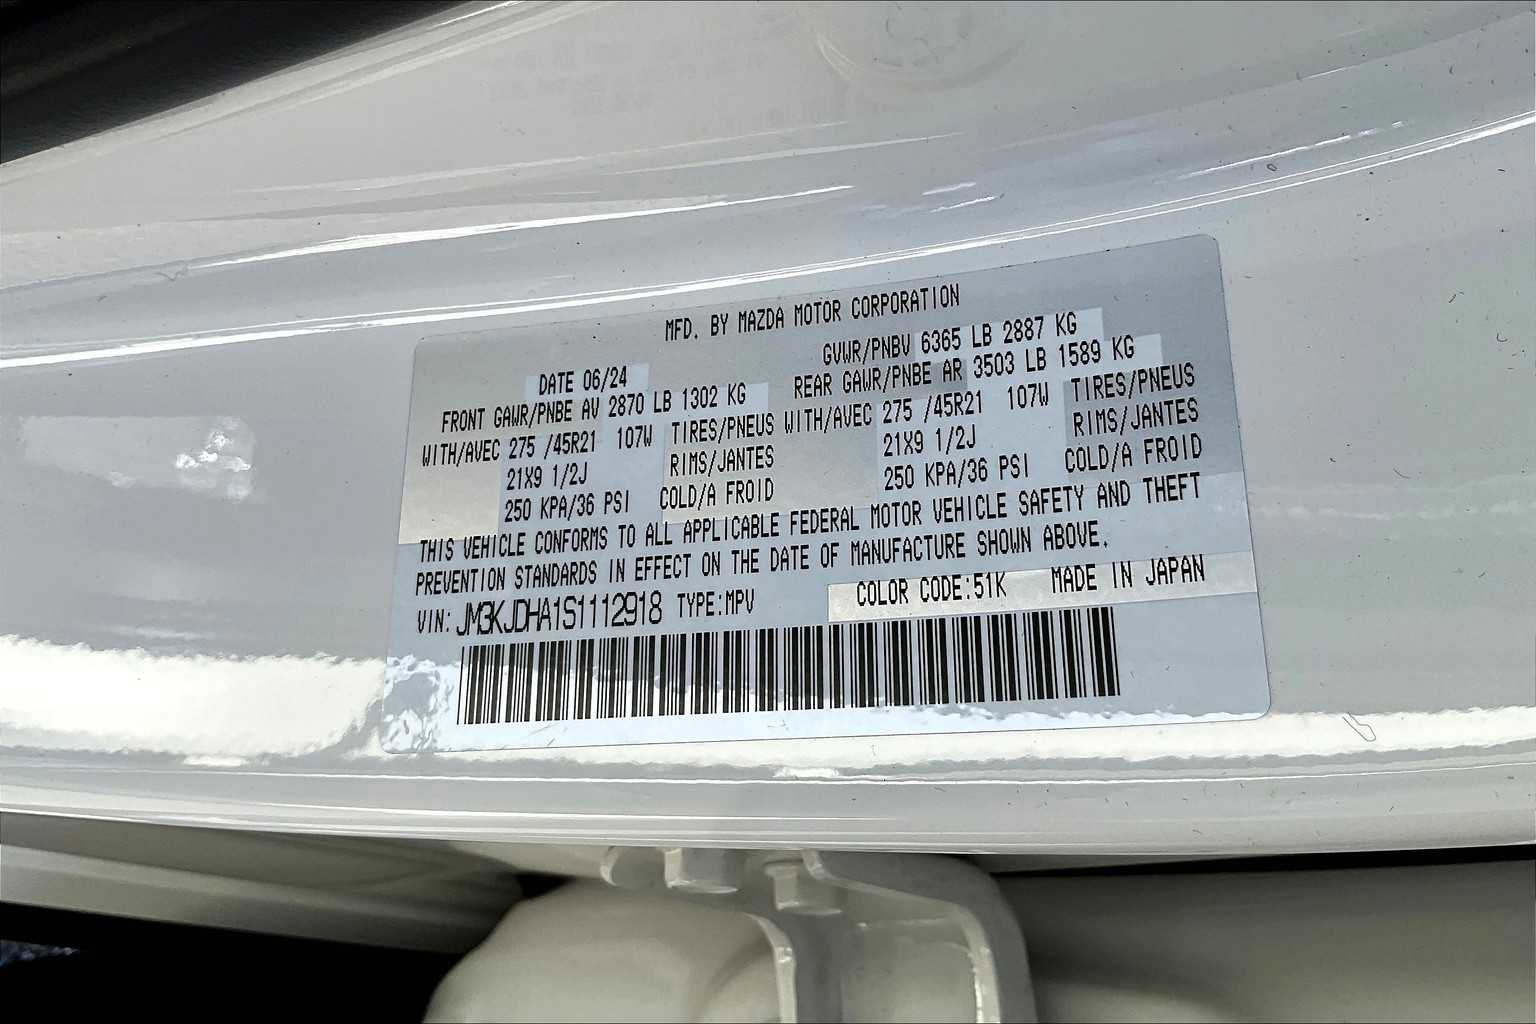 MFD. BY MAZDA MOTOR CORPORATION
DATE 06/24 GVWR/PNBV 6365 LB 2887 KG
FRONT GAWR/PNBE AV 2870 LB 1302 KG REAR GAWR/PNBE AR 3503 LB 1589 KG
WITH/AVEC 275 /45R21 107W TIRES/PNEUS WITH/AVEC 275 /45R21 107W TIRES/PNEUS
21X9 1/2J RIMS/JANTES 21X9 1/2J RIMS/JANTES
250 KPA/36 PSI COLD/A FROID 250 KPA/36 PSI COLD/A FROID
THIS VEHICLE CONFORMS TO ALL APPLICABLE FEDERAL MOTOR VEHICLE SAFETY AND THEFT
PREVENTION STANDARDS IN EFFECT ON THE DATE OF MANUFACTURE SHOWN ABOVE.
VIN: JM3KJDHA1S1112918 TYPE:MPV COLOR CODE:51K MADE IN JAPAN